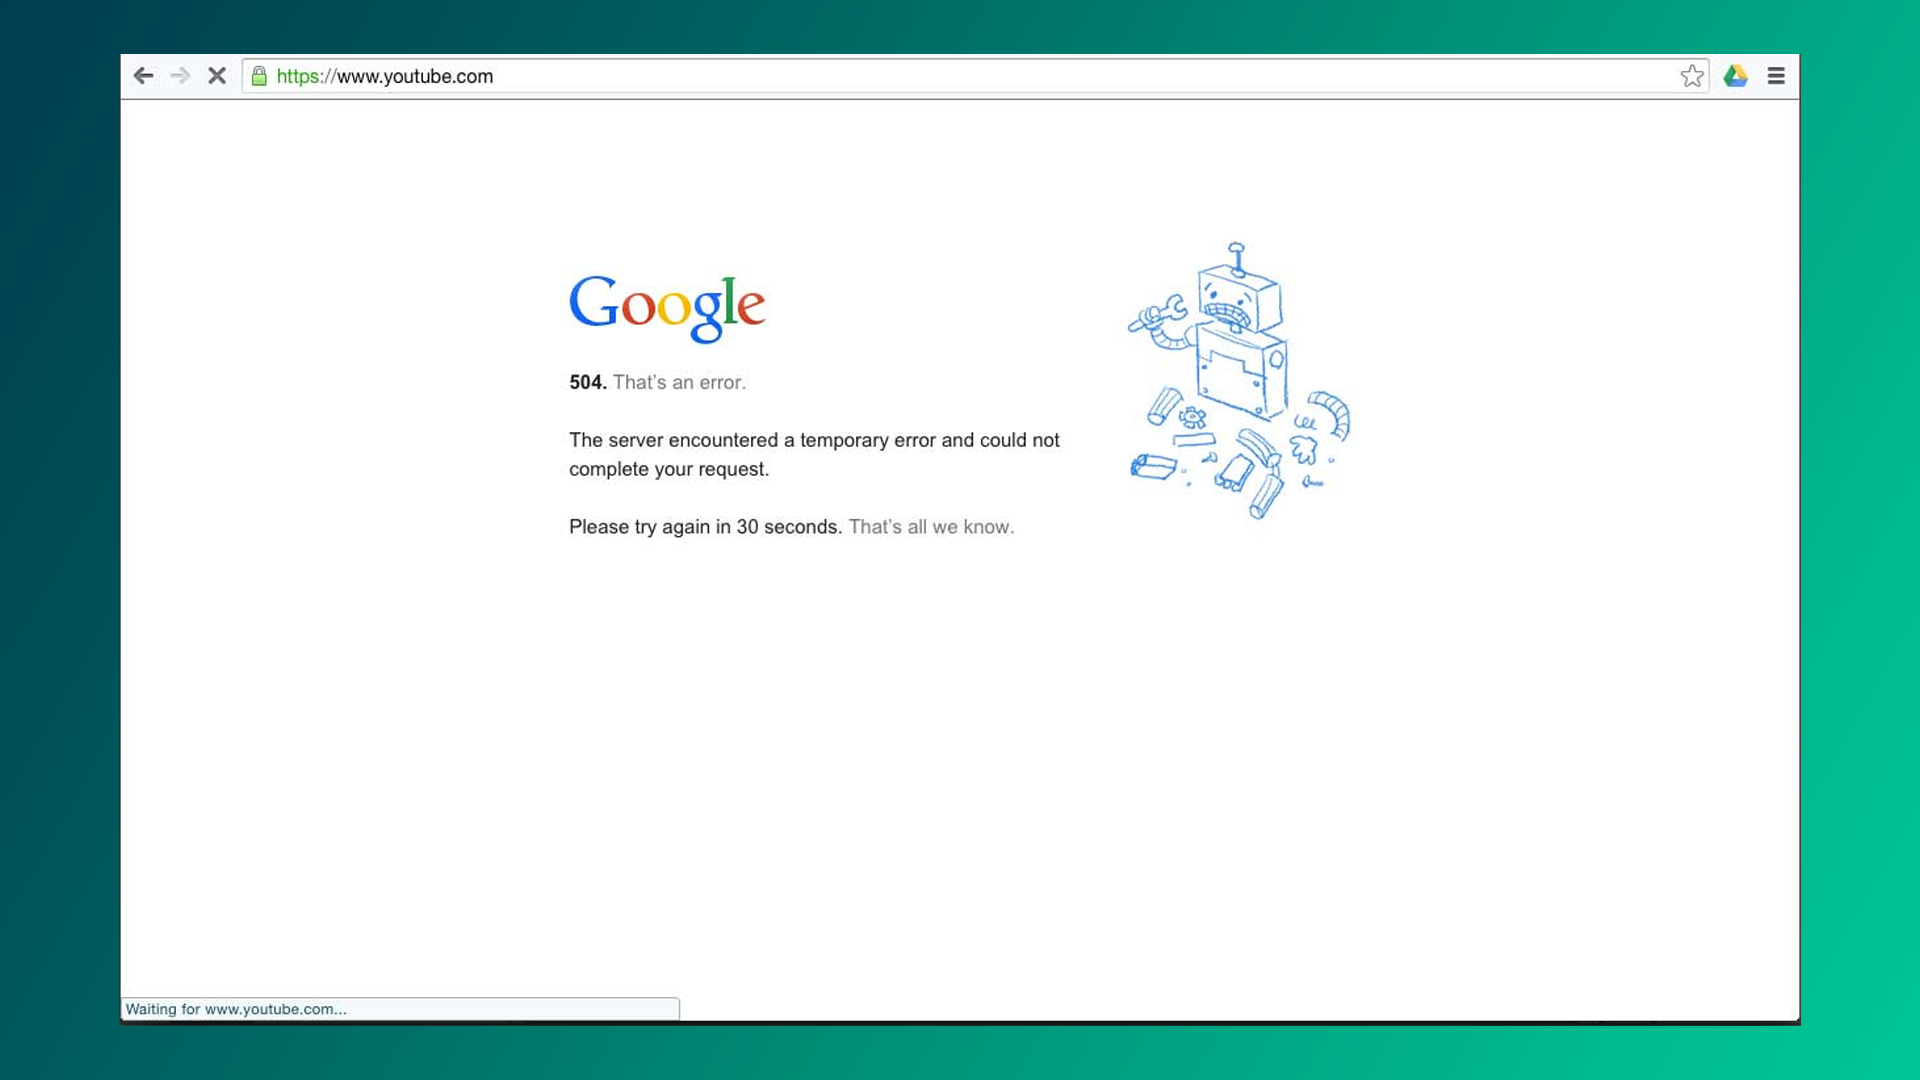 https://www.youtube.com
Google
504. That's an error.
The server encountered a temporary error and could not
complete your request.
Please try again in 30 seconds. That's all we know.
Waiting for www.youtube.com...